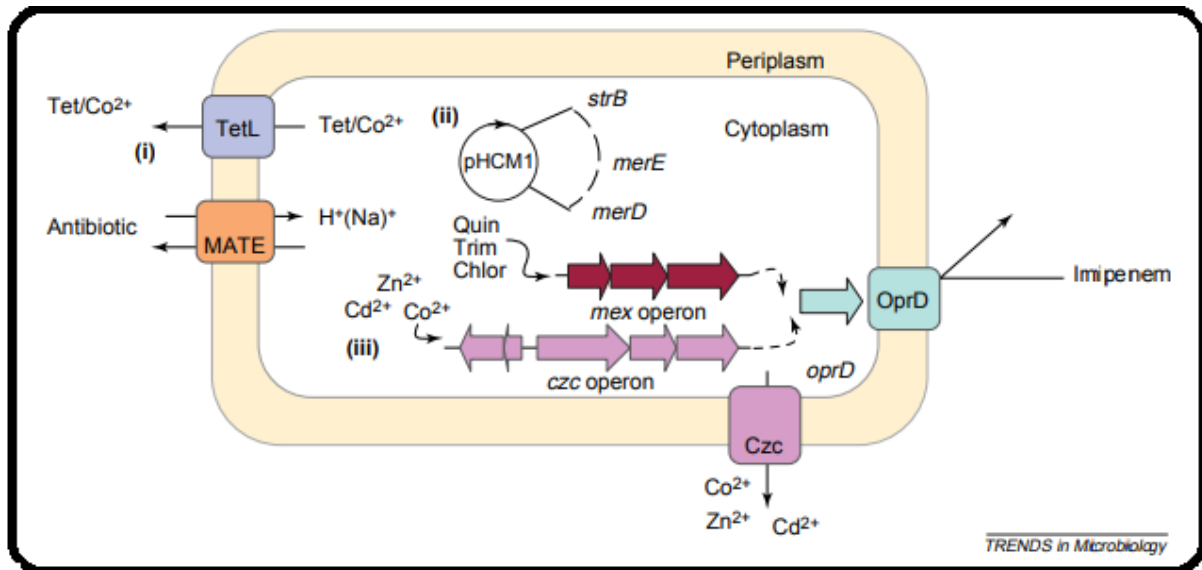 Periplasm
Tet/Co2+
TetL
Tet/Co2+
(i)
(ii)
strB
Cytoplasm
pHCM1
merE
merD
Antibiotic
MATE
H+(Na)+
Quin
Trim
Chlor
mex operon
Zn2+
Cd2+ Co2+
(iii)
czc operon
oprD
OprD
Imipenem
Czc
Co2+
Zn2+ Cd2+
TRENDS in Microbiology